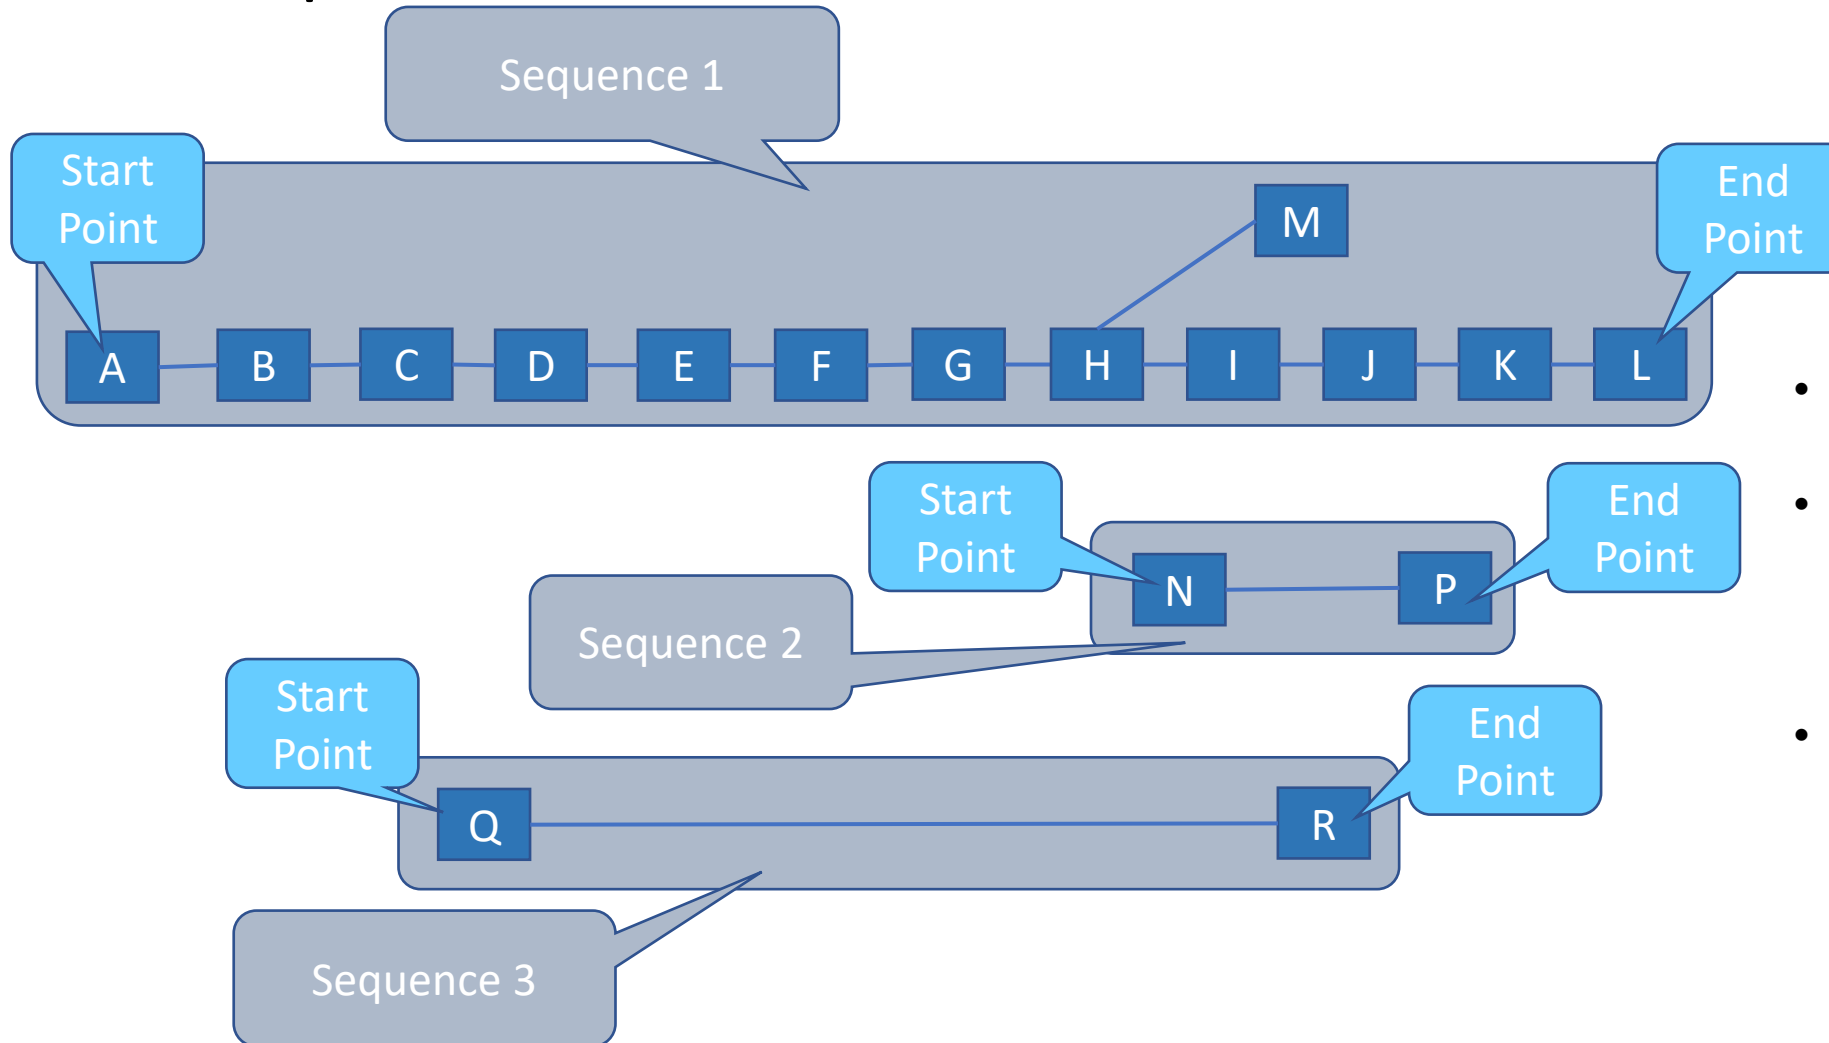 Sequence 1
Start
Point
End
Point
M
A
B
C
D
E
F
G
H
I
J
K
L
•
•
Start
Point
End
Point
N
P
Sequence 2
Start
Point
End
Point
•
Q
R
Sequence 3